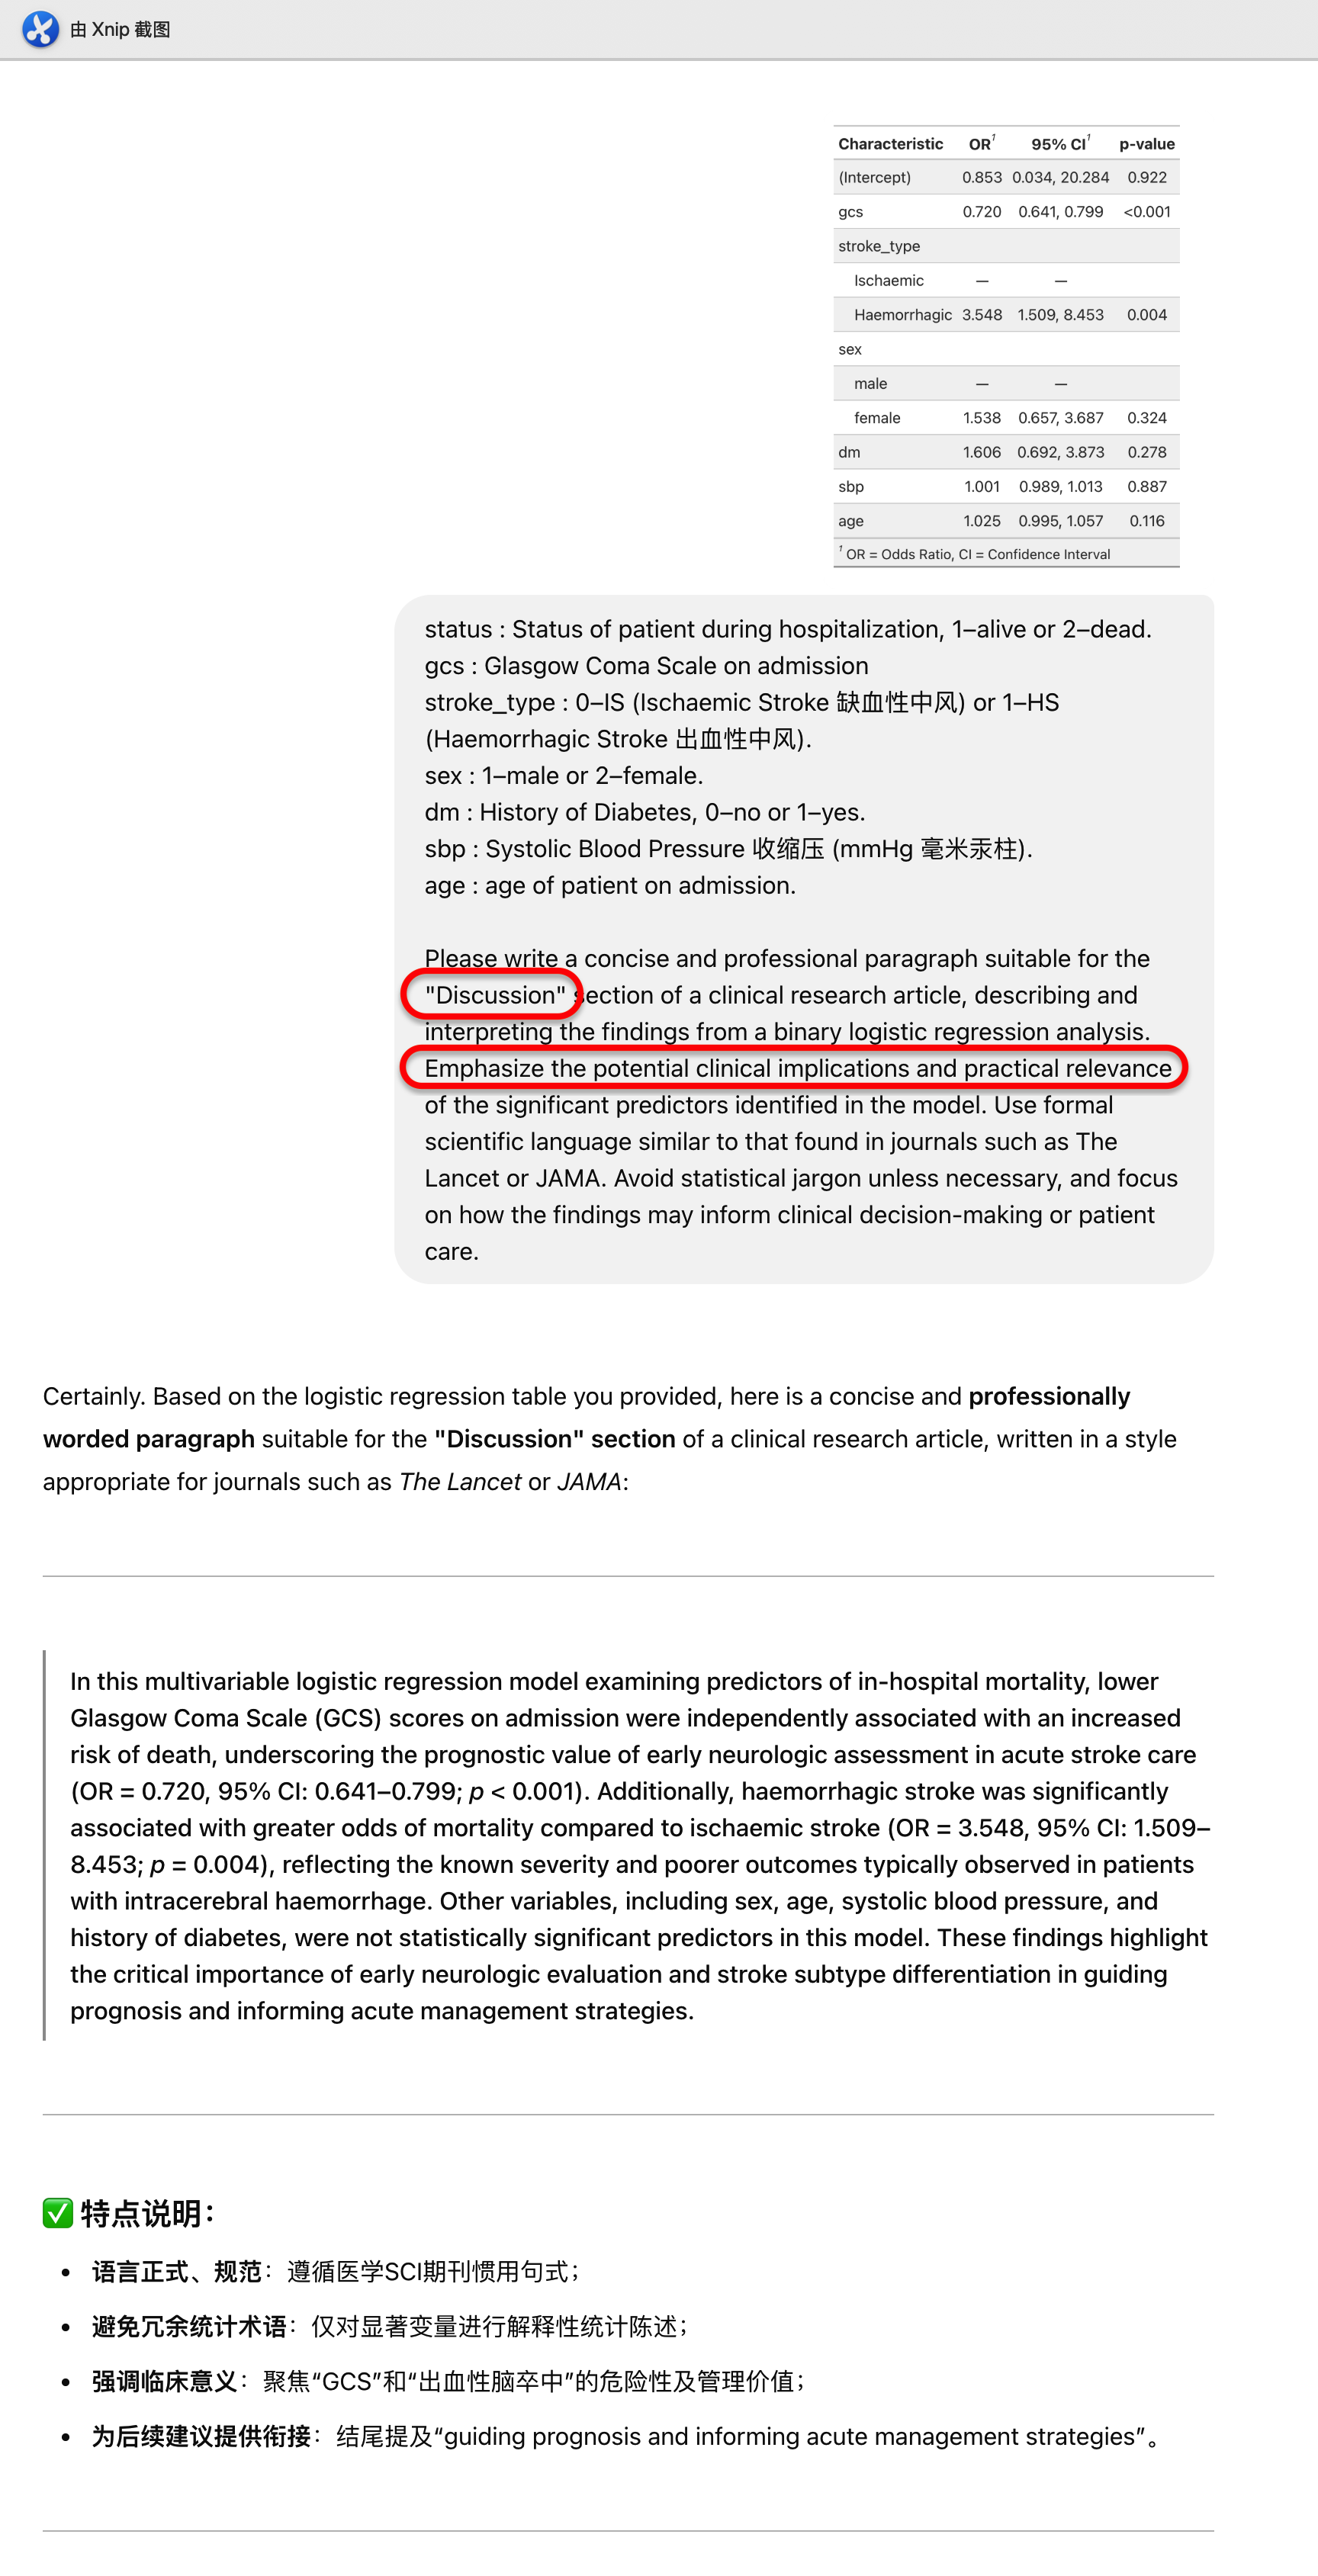 由 Xnip 截图
Characteristic OR¹ 95% CI¹ p-value
(Intercept) 0.853 0.034, 20.284 0.922
gcs 0.720 0.641, 0.799 <0.001
stroke_type
Ischaemic — —
Haemorrhagic 3.548 1.509, 8.453 0.004
sex
male — —
female 1.538 0.657, 3.687 0.324
dm 1.606 0.692, 3.873 0.278
sbp 1.001 0.989, 1.013 0.887
age 1.025 0.995, 1.057 0.116
¹ OR = Odds Ratio, CI = Confidence Interval
status : Status of patient during hospitalization, 1–alive or 2–dead.
gcs : Glasgow Coma Scale on admission
stroke_type : 0–IS (Ischaemic Stroke 缺血性中风) or 1–HS
(Haemorrhagic Stroke 出血性中风).
sex : 1–male or 2–female.
dm : History of Diabetes, 0–no or 1–yes.
sbp : Systolic Blood Pressure 收缩压 (mmHg 毫米汞柱).
age : age of patient on admission.
Please write a concise and professional paragraph suitable for the
"Discussion" section of a clinical research article, describing and
interpreting the findings from a binary logistic regression analysis.
Emphasize the potential clinical implications and practical relevance
of the significant predictors identified in the model. Use formal
scientific language similar to that found in journals such as The
Lancet or JAMA. Avoid statistical jargon unless necessary, and focus
on how the findings may inform clinical decision-making or patient
care.
Certainly. Based on the logistic regression table you provided, here is a concise and professionally
worded paragraph suitable for the "Discussion" section of a clinical research article, written in a style
appropriate for journals such as The Lancet or JAMA:
In this multivariable logistic regression model examining predictors of in-hospital mortality, lower
Glasgow Coma Scale (GCS) scores on admission were independently associated with an increased
risk of death, underscoring the prognostic value of early neurologic assessment in acute stroke care
(OR = 0.720, 95% CI: 0.641–0.799; p < 0.001). Additionally, haemorrhagic stroke was significantly
associated with greater odds of mortality compared to ischaemic stroke (OR = 3.548, 95% CI: 1.509–
8.453; p = 0.004), reflecting the known severity and poorer outcomes typically observed in patients
with intracerebral haemorrhage. Other variables, including sex, age, systolic blood pressure, and
history of diabetes, were not statistically significant predictors in this model. These findings highlight
the critical importance of early neurologic evaluation and stroke subtype differentiation in guiding
prognosis and informing acute management strategies.
✅ 特点说明：
• 语言正式、规范：遵循医学SCI期刊惯用句式；
• 避免冗余统计术语：仅对显著变量进行解释性统计陈述；
• 强调临床意义：聚焦“GCS”和“出血性脑卒中”的危险性及管理价值；
• 为后续建议提供衔接：结尾提及“guiding prognosis and informing acute management strategies”。